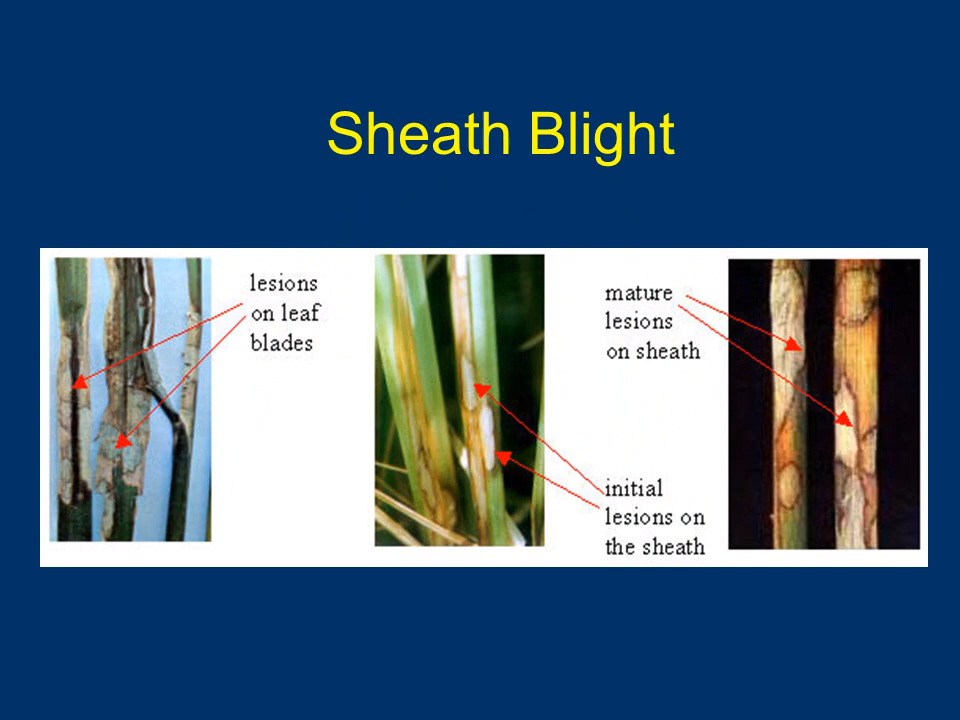 Sheath Blight
lesions
on leaf
blades
mature
lesions
on sheath
initial
lesions on
the sheath